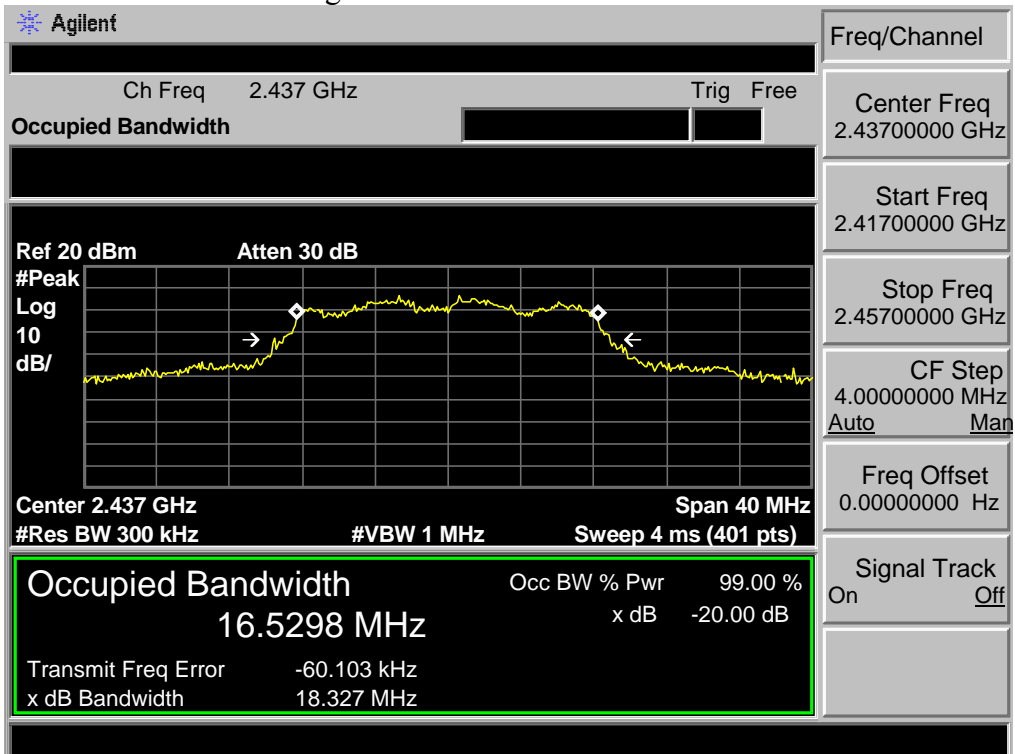 Agilent
Freq/Channel
Ch Freq 2.437 GHz Trig Free
Occupied Bandwidth
Center Freq
2.43700000 GHz
Start Freq
2.41700000 GHz
Stop Freq
2.45700000 GHz
CF Step
4.00000000 MHz
Auto Man
Freq Offset
0.00000000 Hz
Signal Track
On Off
Ref 20 dBm Atten 30 dB
#Peak
Log
10
dB/
Center 2.437 GHz Span 40 MHz
#Res BW 300 kHz #VBW 1 MHz Sweep 4 ms (401 pts)
Occupied Bandwidth Occ BW % Pwr 99.00 %
16.5298 MHz x dB -20.00 dB
Transmit Freq Error -60.103 kHz
x dB Bandwidth 18.327 MHz